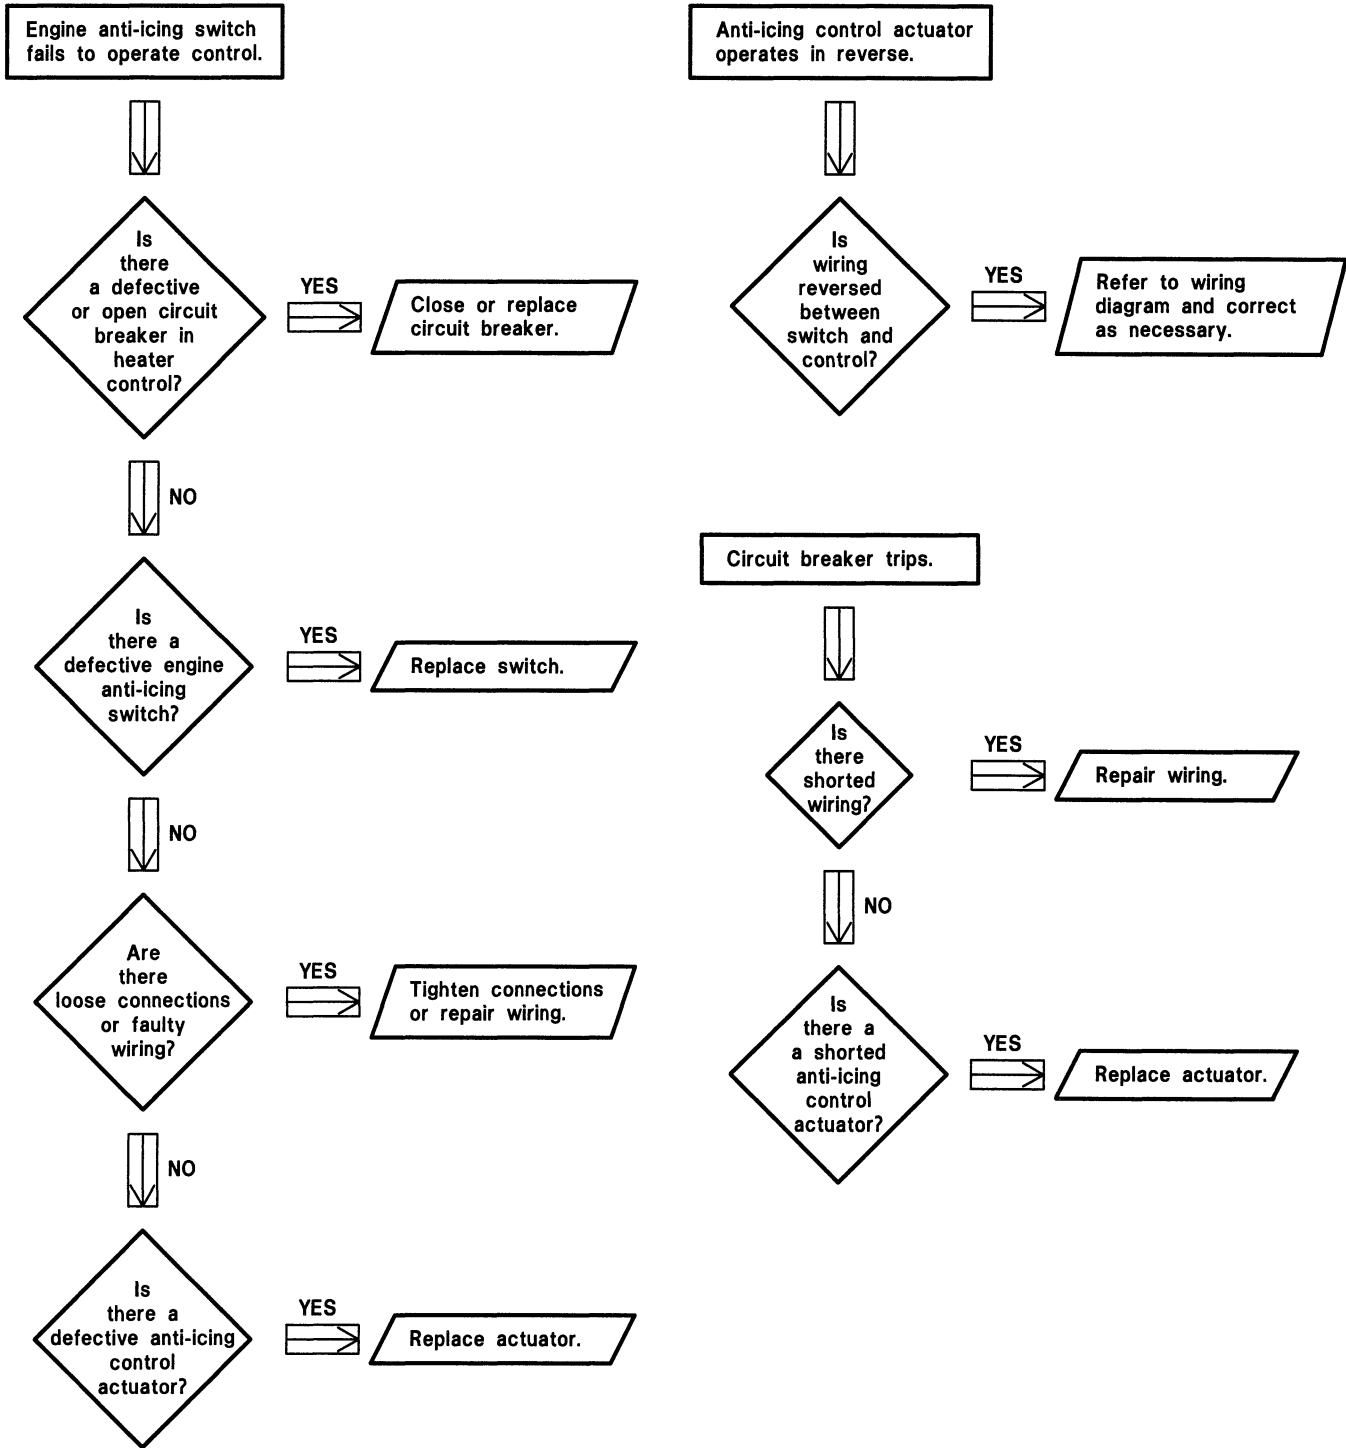 Engine anti-icing switch
fails to operate control.
Is
there
a defective
or open circuit
breaker in
heater
control?
YES
Close or replace
circuit breaker.
NO
Is
there a
defective engine
anti-icing
switch?
YES
Replace switch.
NO
Are
there
loose connections
or faulty
wiring?
YES
Tighten connections
or repair wiring.
NO
Is
there a
defective anti-icing
control
actuator?
YES
Replace actuator.
Anti-icing control actuator
operates in reverse.
Is
wiring
reversed
between
switch and
control?
YES
Refer to wiring
diagram and correct
as necessary.
Circuit breaker trips.
Is
there
shorted
wiring?
YES
Repair wiring.
NO
Is
there a
a shorted
anti-icing
control
actuator?
YES
Replace actuator.